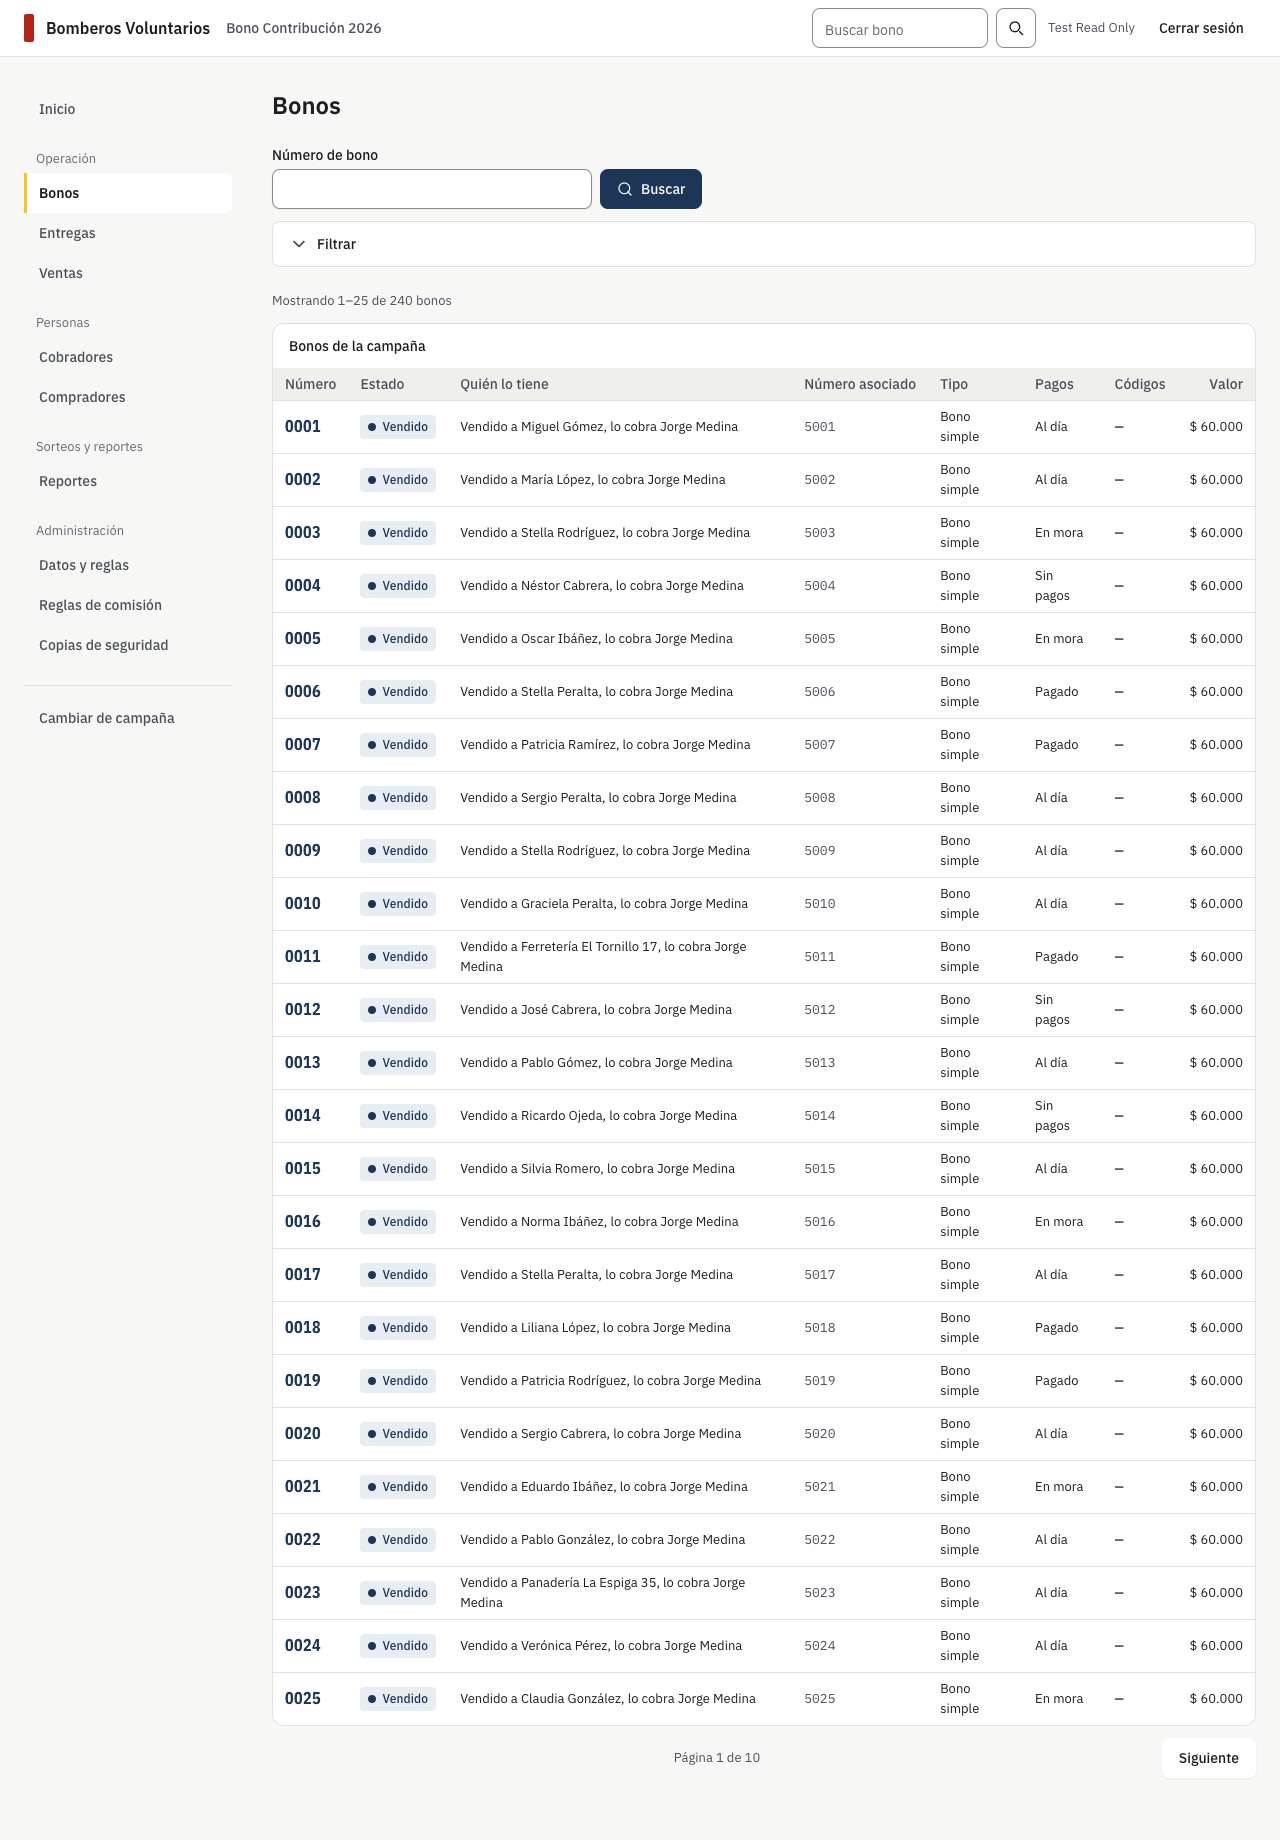 Bomberos Voluntarios Bono Contribución 2026 Buscar bono Test Read Only Cerrar sesión
Inicio
Operación
Bonos
Entregas
Ventas
Personas
Cobradores
Compradores
Sorteos y reportes
Reportes
Administración
Datos y reglas
Reglas de comisión
Copias de seguridad
Cambiar de campaña
Bonos
Número de bono
Buscar
Filtrar
Mostrando 1–25 de 240 bonos
Bonos de la campaña
Número Estado Quién lo tiene Número asociado Tipo Pagos Códigos Valor
0001 Vendido Vendido a Miguel Gómez, lo cobra Jorge Medina 5001 Bono simple Al día — $ 60.000
0002 Vendido Vendido a María López, lo cobra Jorge Medina 5002 Bono simple Al día — $ 60.000
0003 Vendido Vendido a Stella Rodríguez, lo cobra Jorge Medina 5003 Bono simple En mora — $ 60.000
0004 Vendido Vendido a Néstor Cabrera, lo cobra Jorge Medina 5004 Bono simple Sin pagos — $ 60.000
0005 Vendido Vendido a Oscar Ibáñez, lo cobra Jorge Medina 5005 Bono simple En mora — $ 60.000
0006 Vendido Vendido a Stella Peralta, lo cobra Jorge Medina 5006 Bono simple Pagado — $ 60.000
0007 Vendido Vendido a Patricia Ramírez, lo cobra Jorge Medina 5007 Bono simple Pagado — $ 60.000
0008 Vendido Vendido a Sergio Peralta, lo cobra Jorge Medina 5008 Bono simple Al día — $ 60.000
0009 Vendido Vendido a Stella Rodríguez, lo cobra Jorge Medina 5009 Bono simple Al día — $ 60.000
0010 Vendido Vendido a Graciela Peralta, lo cobra Jorge Medina 5010 Bono simple Al día — $ 60.000
0011 Vendido Vendido a Ferretería El Tornillo 17, lo cobra Jorge Medina 5011 Bono simple Pagado — $ 60.000
0012 Vendido Vendido a José Cabrera, lo cobra Jorge Medina 5012 Bono simple Sin pagos — $ 60.000
0013 Vendido Vendido a Pablo Gómez, lo cobra Jorge Medina 5013 Bono simple Al día — $ 60.000
0014 Vendido Vendido a Ricardo Ojeda, lo cobra Jorge Medina 5014 Bono simple Sin pagos — $ 60.000
0015 Vendido Vendido a Silvia Romero, lo cobra Jorge Medina 5015 Bono simple Al día — $ 60.000
0016 Vendido Vendido a Norma Ibáñez, lo cobra Jorge Medina 5016 Bono simple En mora — $ 60.000
0017 Vendido Vendido a Stella Peralta, lo cobra Jorge Medina 5017 Bono simple Al día — $ 60.000
0018 Vendido Vendido a Liliana López, lo cobra Jorge Medina 5018 Bono simple Pagado — $ 60.000
0019 Vendido Vendido a Patricia Rodríguez, lo cobra Jorge Medina 5019 Bono simple Pagado — $ 60.000
0020 Vendido Vendido a Sergio Cabrera, lo cobra Jorge Medina 5020 Bono simple Al día — $ 60.000
0021 Vendido Vendido a Eduardo Ibáñez, lo cobra Jorge Medina 5021 Bono simple En mora — $ 60.000
0022 Vendido Vendido a Pablo González, lo cobra Jorge Medina 5022 Bono simple Al día — $ 60.000
0023 Vendido Vendido a Panadería La Espiga 35, lo cobra Jorge Medina 5023 Bono simple Al día — $ 60.000
0024 Vendido Vendido a Verónica Pérez, lo cobra Jorge Medina 5024 Bono simple Al día — $ 60.000
0025 Vendido Vendido a Claudia González, lo cobra Jorge Medina 5025 Bono simple En mora — $ 60.000
Página 1 de 10 Siguiente